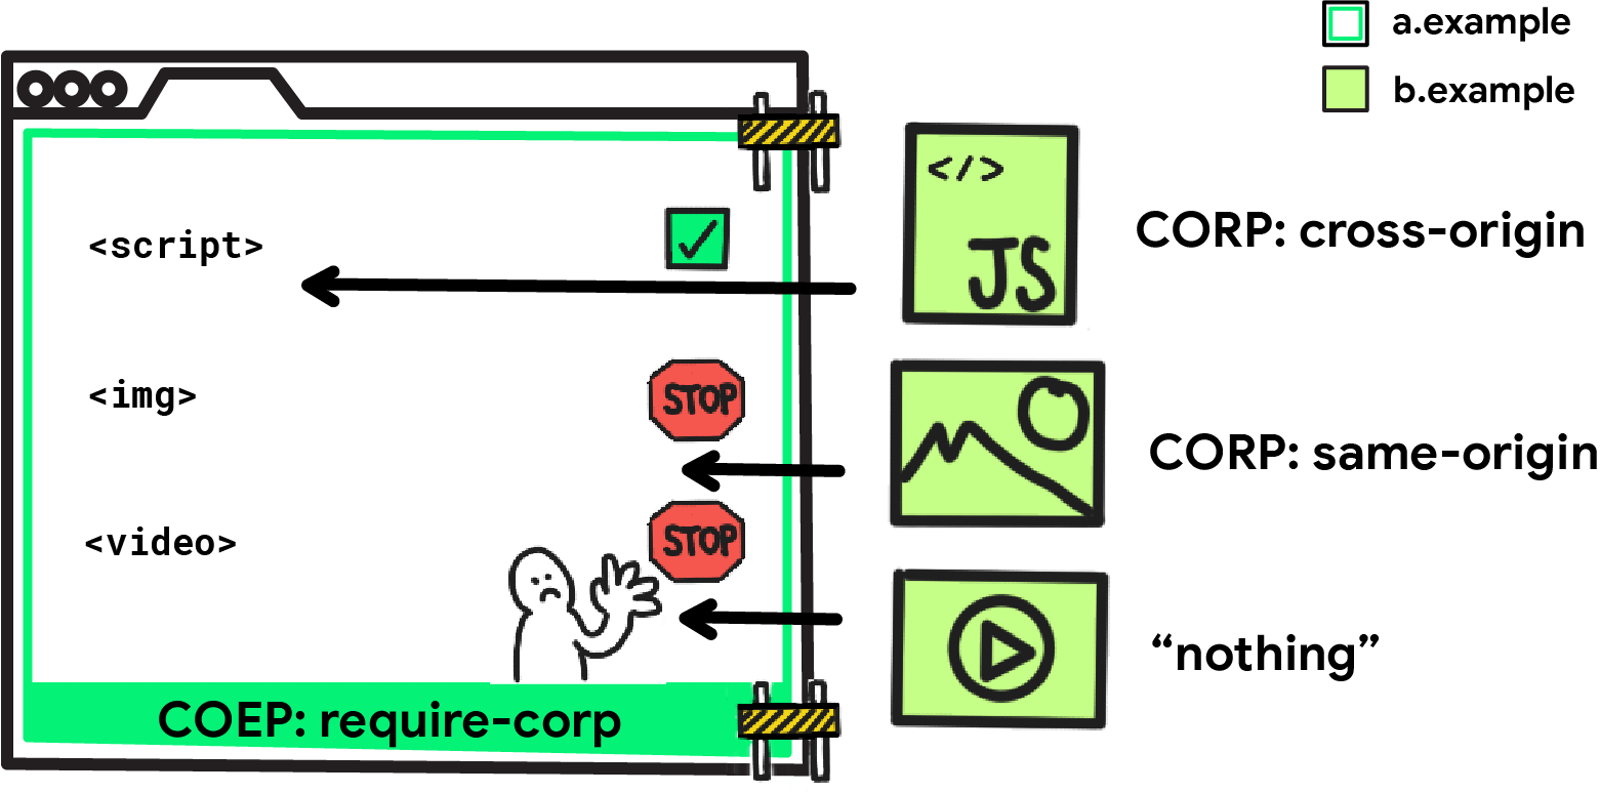 a.example
b.example
</>
JS
CORP: cross-origin
<script>
<img>
STOP
CORP: same-origin
<video>
STOP
“nothing”
COEP: require-corp